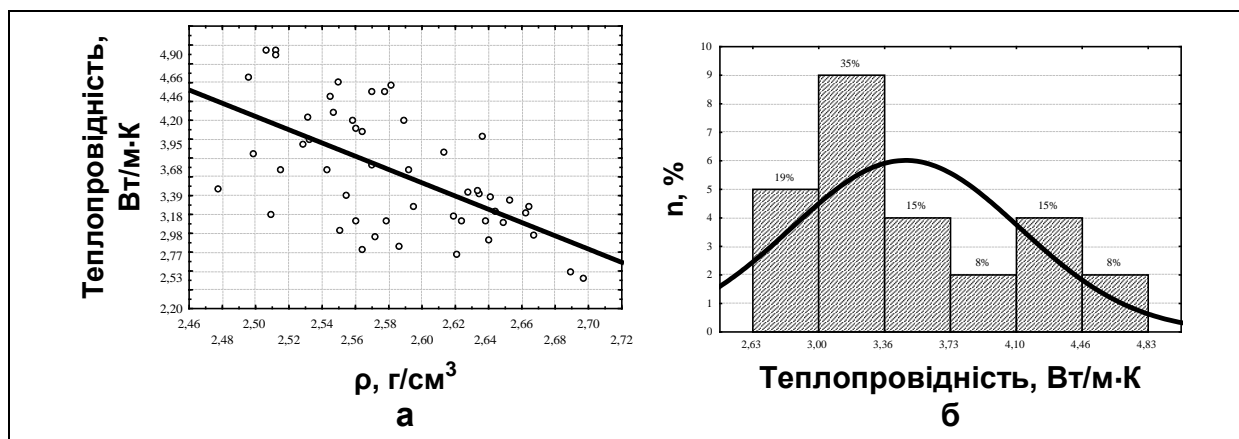 Теплопровідність,
Вт/м·К
4,90
4,66
4,46
4,20
3,98
3,68
3,39
3,18
2,98
2,77
2,53
2,20
2,46 2,50 2,54 2,58 2,62 2,66 2,70
2,48 2,52 2,56 2,60 2,64 2,68 2,72
ρ, г/см³
а
n, %
10
9
8
7
6
5
4
3
2
1
0
19%
35%
15%
8%
15%
8%
2,63 3,00 3,36 3,73 4,10 4,46 4,83
Теплопровідність, Вт/м·К
б